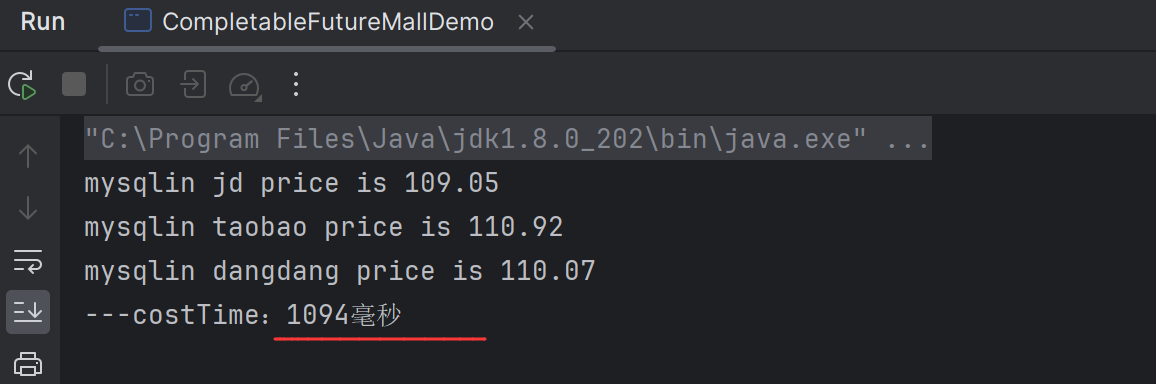 Run CompletableFutureMallDemo
"C:\Program Files\Java\jdk1.8.0_202\bin\java.exe" ...
mysqlin jd price is 109.05
mysqlin taobao price is 110.92
mysqlin dangdang price is 110.07
---costTime：1094毫秒